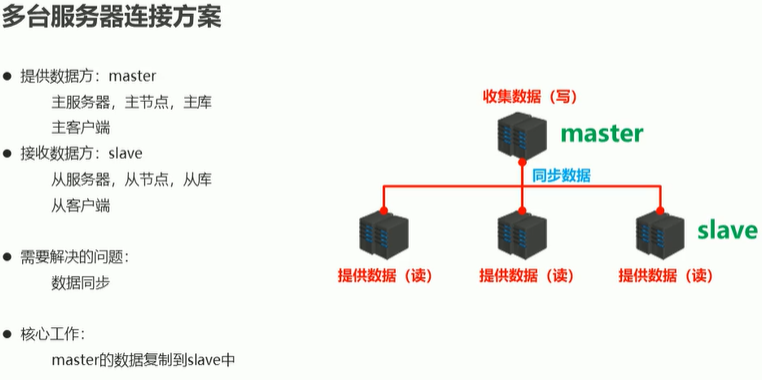 多台服务器连接方案
● 提供数据方：master
主服务器，主节点，主库
主客户端
● 接收数据方：slave
从服务器，从节点，从库
从客户端
● 需要解决的问题：
数据同步
● 核心工作：
master的数据复制到slave中
收集数据（写）
master
同步数据
slave
提供数据（读）
提供数据（读）
提供数据（读）